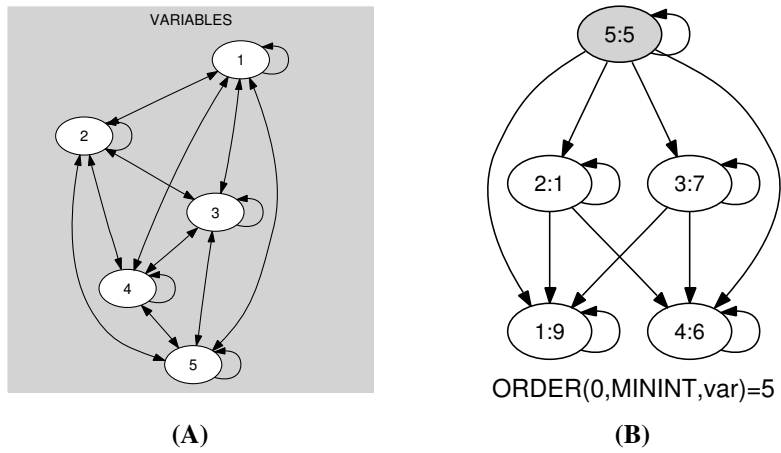 VARIABLES
1
2
3
4
5
5:5
2:1
3:7
1:9
4:6
ORDER(0,MININT,var)=5
(A)
(B)